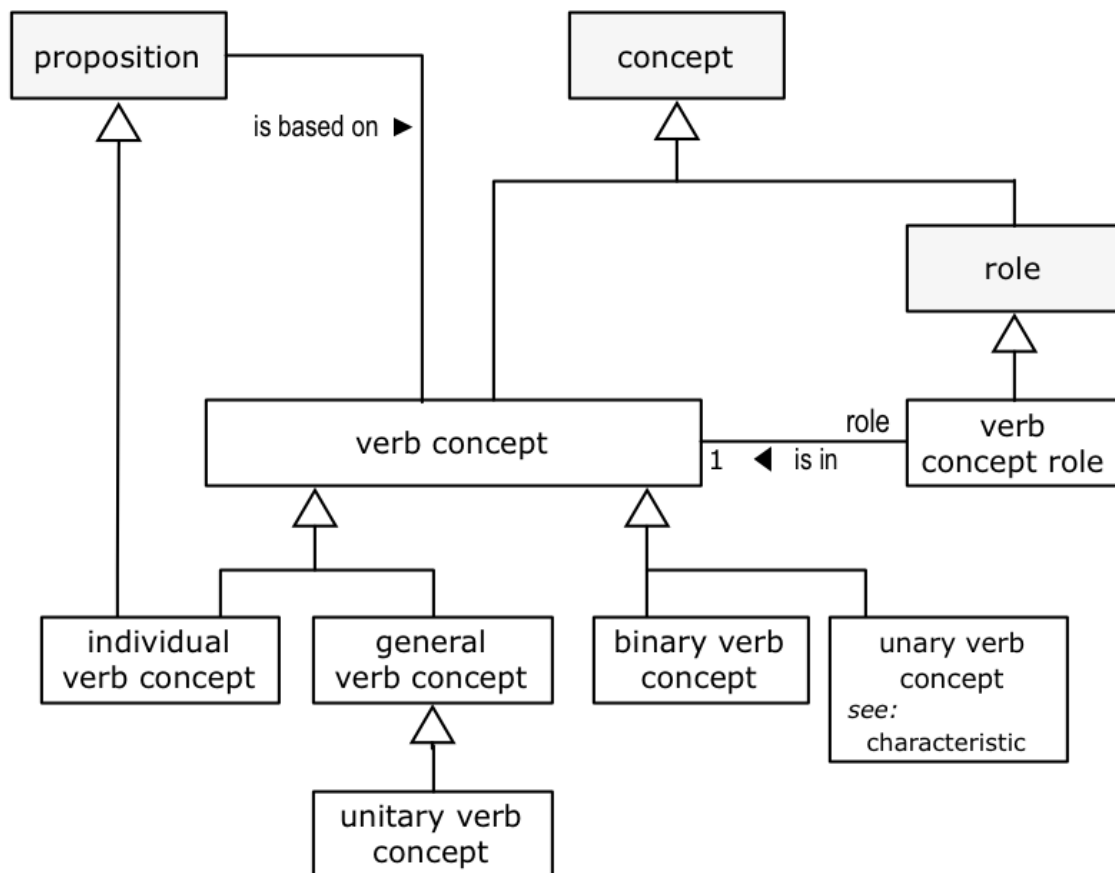 proposition
concept
is based on ►
role
verb concept
role
1 ◄ is in
verb
concept role
individual
verb concept
general
verb concept
binary verb
concept
unary verb
concept
see:
characteristic
unitary verb
concept